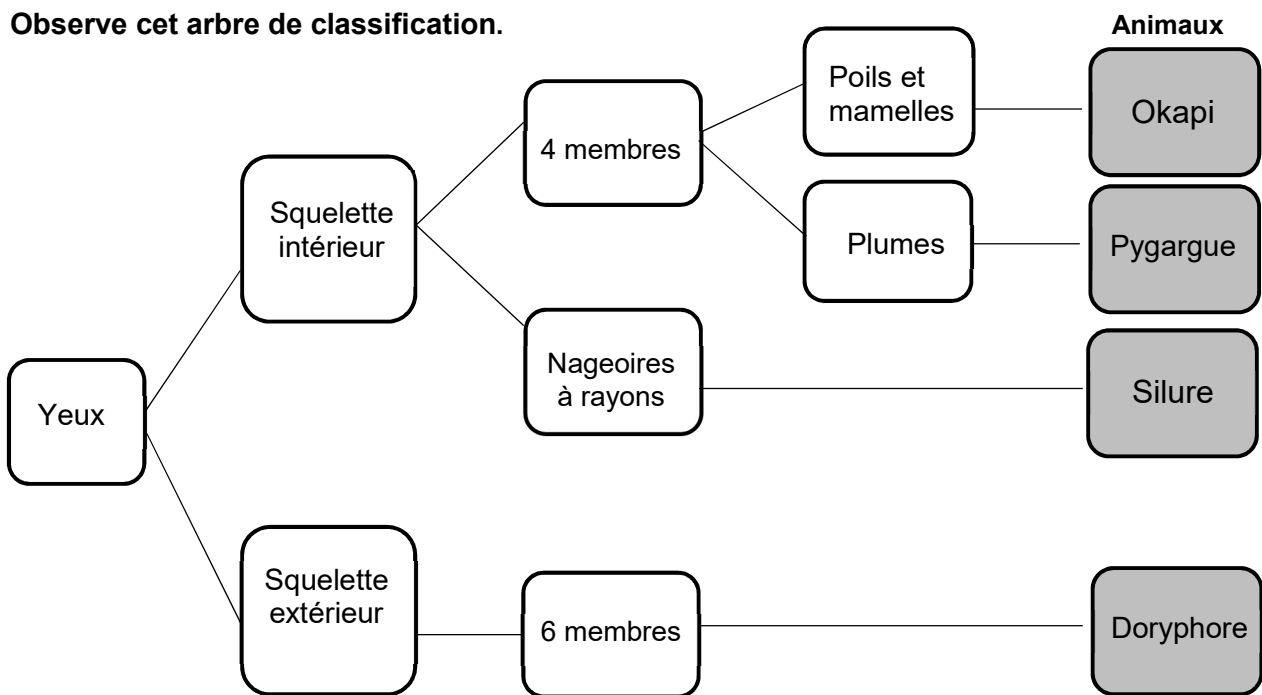 Observe cet arbre de classification.
Animaux
Poils et
mamelles
Okapi
4 membres
Squelette
intérieur
Plumes
Pygargue
Nageoires
à rayons
Silure
Yeux
Squelette
extérieur
6 membres
Doryphore